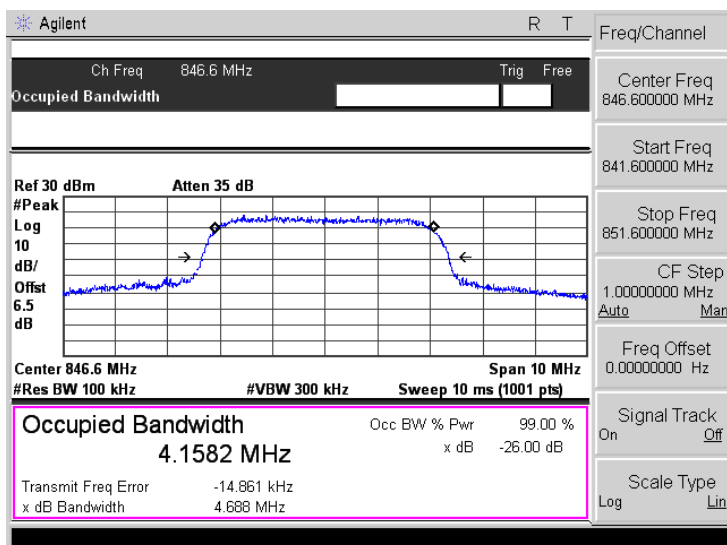 Agilent
R T
Ch Freq 846.6 MHz Trig Free
Occupied Bandwidth
Ref 30 dBm Atten 35 dB
#Peak
Log
10
dB/
Offst
6.5
dB
Center 846.6 MHz Span 10 MHz
#Res BW 100 kHz #VBW 300 kHz Sweep 10 ms (1001 pts)
Occupied Bandwidth
4.1582 MHz
Occ BW % Pwr 99.00 %
x dB -26.00 dB
Transmit Freq Error -14.861 kHz
x dB Bandwidth 4.688 MHz
Freq/Channel
Center Freq
846.600000 MHz
Start Freq
841.600000 MHz
Stop Freq
851.600000 MHz
CF Step
1.00000000 MHz
Auto Man
Freq Offset
0.00000000 Hz
Signal Track
On Off
Scale Type
Log Lin